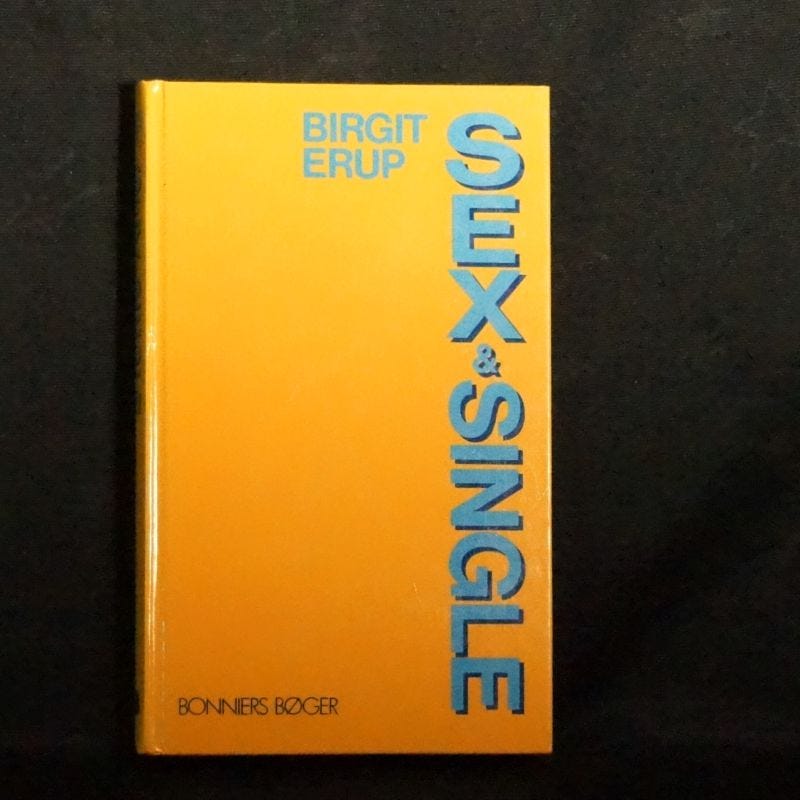 BIRGIT
ERUP
SEX & SINGLE
BONNIERS BØGER